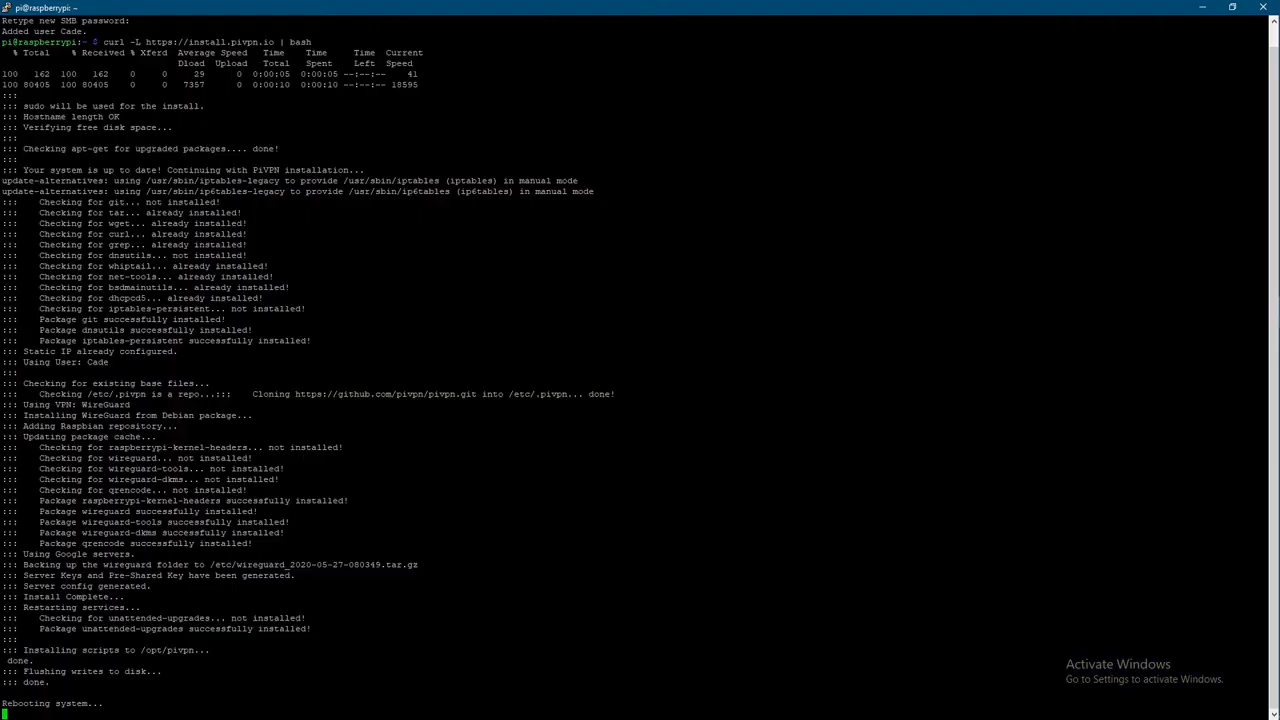 pi@raspberrypi: ~
Retype new SMB password:
Added user Cade.
pi@raspberrypi:~ $ curl -L https://install.pivpn.io | bash
  % Total    % Received % Xferd  Average Speed   Time    Time     Time  Current
                                 Dload  Upload   Total   Spent    Left  Speed
100   162  100   162    0     0     29      0  0:00:05  0:00:05 --:--:--    41
100 80405  100 80405    0     0   7357      0  0:00:10  0:00:10 --:--:-- 18595
:::
::: sudo will be used for the install.
::: Hostname length OK
::: Verifying free disk space...
:::
::: Checking apt-get for upgraded packages.... done!
:::
::: Your system is up to date! Continuing with PiVPN installation...
update-alternatives: using /usr/sbin/iptables-legacy to provide /usr/sbin/iptables (iptables) in manual mode
update-alternatives: using /usr/sbin/ip6tables-legacy to provide /usr/sbin/ip6tables (ip6tables) in manual mode
:::    Checking for git... not installed!
:::    Checking for tar... already installed!
:::    Checking for wget... already installed!
:::    Checking for curl... already installed!
:::    Checking for grep... already installed!
:::    Checking for dnsutils... not installed!
:::    Checking for whiptail... already installed!
:::    Checking for net-tools... already installed!
:::    Checking for bsdmainutils... already installed!
:::    Checking for dhcpcd5... already installed!
:::    Checking for iptables-persistent... not installed!
:::    Package git successfully installed!
:::    Package dnsutils successfully installed!
:::    Package iptables-persistent successfully installed!
::: Static IP already configured.
::: Using User: Cade
:::
::: Checking for existing base files...
:::    Checking /etc/.pivpn is a repo...:::    Cloning https://github.com/pivpn/pivpn.git into /etc/.pivpn... done!
::: Using VPN: WireGuard
::: Installing WireGuard from Debian package...
::: Adding Raspbian repository...
::: Updating package cache...
:::    Checking for raspberrypi-kernel-headers... not installed!
:::    Checking for wireguard... not installed!
:::    Checking for wireguard-tools... not installed!
:::    Checking for wireguard-dkms... not installed!
:::    Checking for qrencode... not installed!
:::    Package raspberrypi-kernel-headers successfully installed!
:::    Package wireguard successfully installed!
:::    Package wireguard-tools successfully installed!
:::    Package wireguard-dkms successfully installed!
:::    Package qrencode successfully installed!
::: Using Google servers.
::: Backing up the wireguard folder to /etc/wireguard_2020-05-27-080349.tar.gz
::: Server Keys and Pre-Shared Key have been generated.
::: Server config generated.
::: Install Complete...
::: Restarting services...
:::    Checking for unattended-upgrades... not installed!
:::    Package unattended-upgrades successfully installed!
:::
::: Installing scripts to /opt/pivpn...
 done.
::: Flushing writes to disk...
::: done.
Rebooting system...
Activate Windows
Go to Settings to activate Windows.